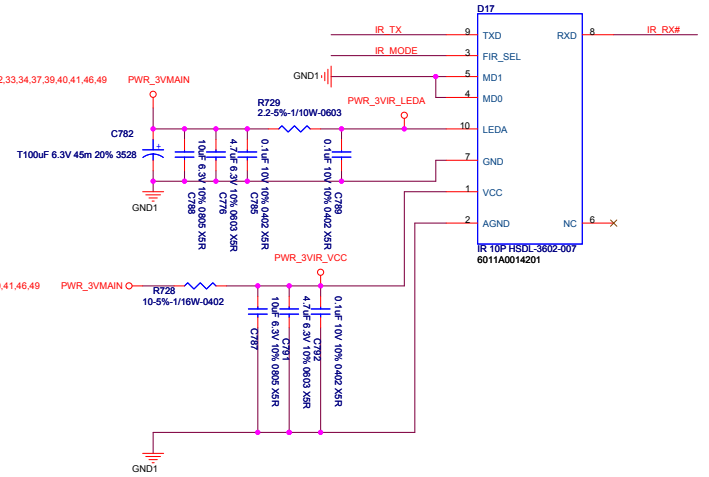 D17
IR_TX
9
TXD
RXD
8
IR_RX#
IR_MODE
3
FIR_SEL
GND1
5
MD1
4
MD0
2,33,34,37,39,40,41,46,49
PWR_3VMAIN
PWR_3VIR_LEDA
R729
2.2-5%-1/10W-0603
10
LEDA
C782
T100uF 6.3V 45m 20% 3528
10uF 6.3V 10% 0805 X5R
C788
4.7uF 6.3V 10% 0603 X5R
C776
0.1uF 10V 10% 0402 X5R
C785
0.1uF 10V 10% 0402 X5R
C789
7
GND
1
VCC
GND1
2
AGND
NC
6
IR 10P HSDL-3602-007
6011A0014201
PWR_3VIR_VCC
,41,46,49
PWR_3VMAIN
R728
10-5%-1/16W-0402
10uF 6.3V 10% 0805 X5R
C787
4.7uF 6.3V 10% 0603 X5R
C791
0.1uF 10V 10% 0402 X5R
C792
GND1